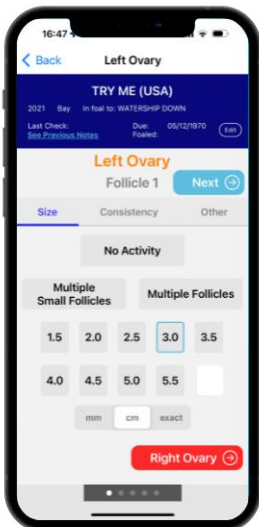 16:47
Back Left Ovary
TRY ME (USA)
2021 Bay In foal to: WATERSHIP DOWN
Last Check: Due: 05/12/1970 Edit
See Previous Notes Foaled:
Left Ovary
Follicle 1 Next
Size Consistency Other
No Activity
Multiple
Small Follicles
Multiple Follicles
1.5 2.0 2.5 3.0 3.5
4.0 4.5 5.0 5.5
mm cm exact
Right Ovary